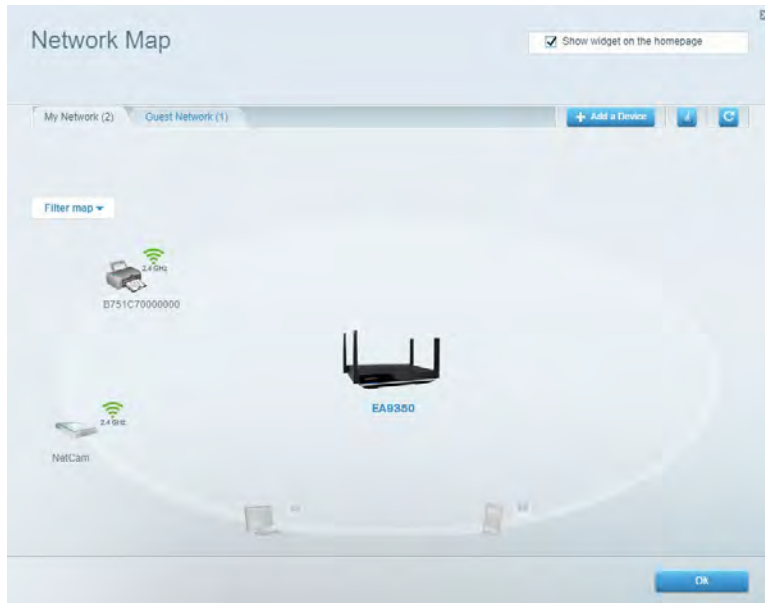 Network Map
Show widget on the homepage
My Network (2)
Guest Network (1)
Add a Device
Filter map
2.4 GHz
B751C70000000
EA9350
2.4 GHz
NetCam
Ok